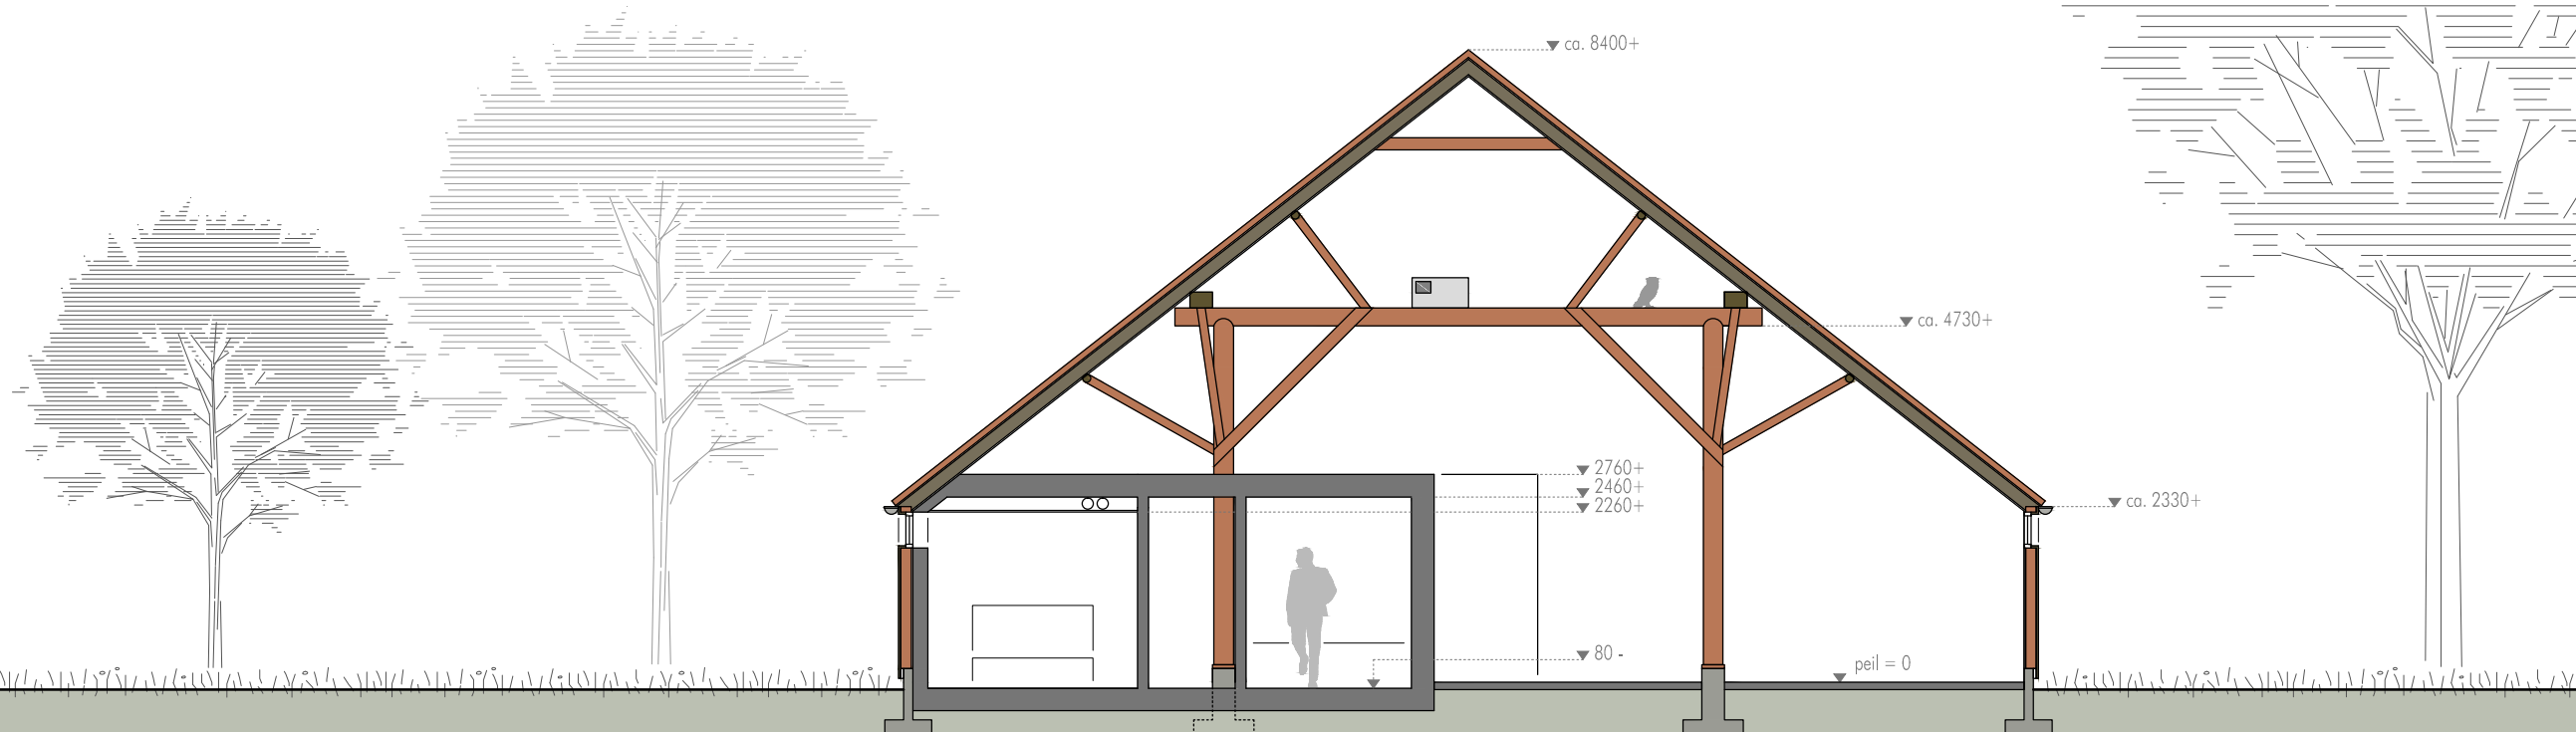 ca. 8400+
ca. 4730+
2760+
2460+
2260+
ca. 2330+
80 -
peil = 0